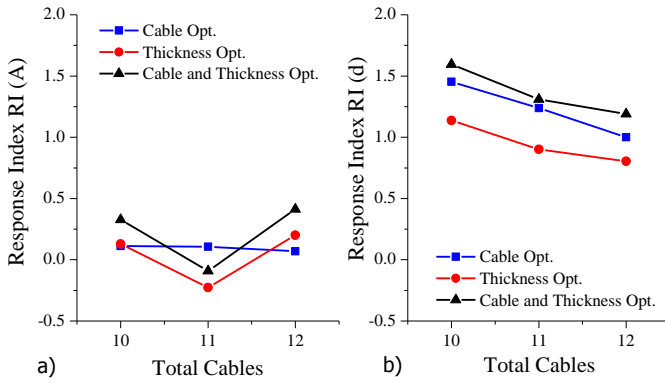 2.0
1.5
1.0
0.5
0.0
-0.5
Response Index RI (A)
Cable Opt.
Thickness Opt.
Cable and Thickness Opt.
10 11 12
Total Cables
a)
2.0
1.5
1.0
0.5
0.0
-0.5
Response Index RI (d)
Cable Opt.
Thickness Opt.
Cable and Thickness Opt.
10 11 12
Total Cables
b)